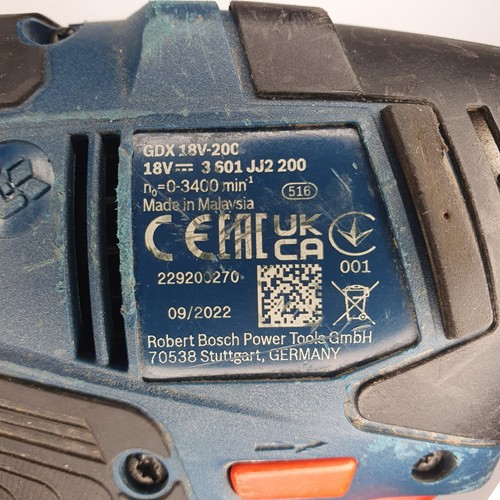 GDX 18V-200
18V⎓ 3 601 JJ2 200
n₀=0-3400 min⁻¹
516
Made in Malaysia
CE EAC UK CA
001
229200270
09/2022
Robert Bosch Power Tools GmbH
70538 Stuttgart, GERMANY